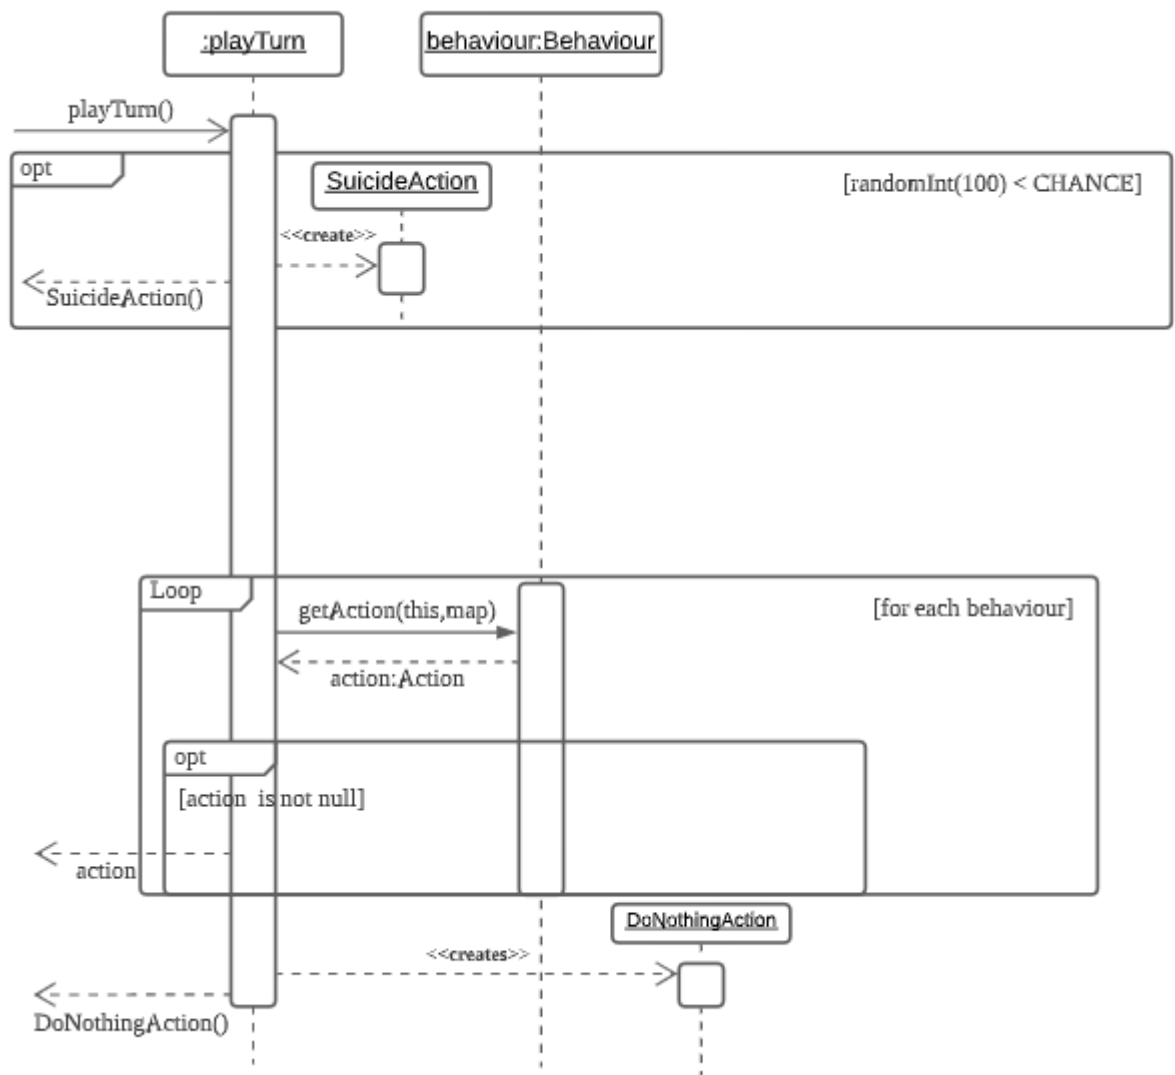 :playTurn
behaviour:Behaviour
playTurn()
opt
SuicideAction
[randomInt(100) < CHANCE]
<<create>>
SuicideAction()
Loop
getAction(this,map)
[for each behaviour]
action:Action
opt
[action is not null]
action
DoNothingAction
<<creates>>
DoNothingAction()